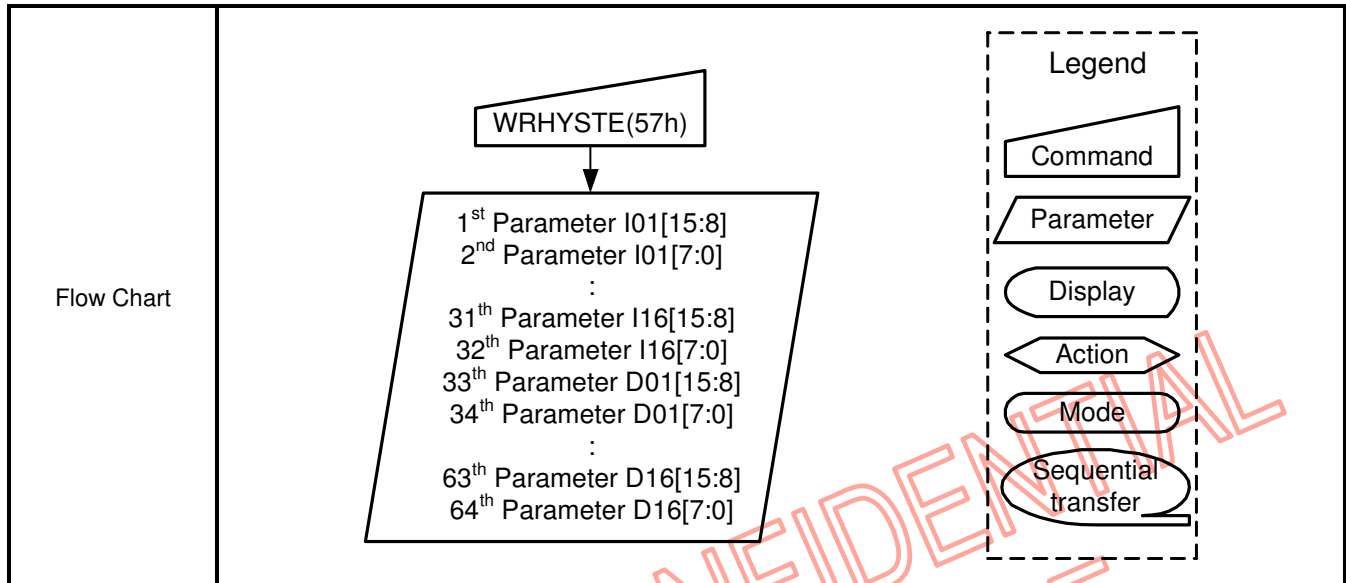 Flow Chart
WRHYSTE(57h)
1st Parameter I01[15:8]
2nd Parameter I01[7:0]
:
31th Parameter I16[15:8]
32th Parameter I16[7:0]
33th Parameter D01[15:8]
34th Parameter D01[7:0]
:
63th Parameter D16[15:8]
64th Parameter D16[7:0]
Legend
Command
Parameter
Display
Action
Mode
Sequential
transfer